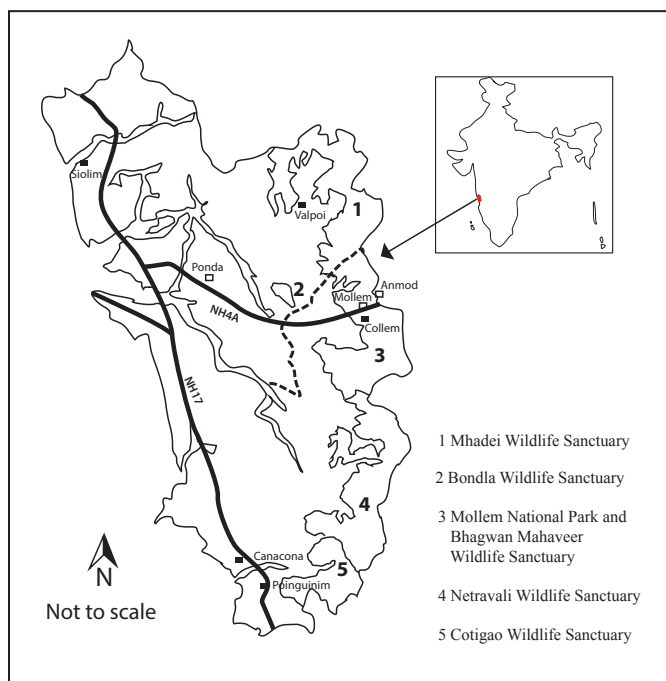 Siolim
Valpoi
1
Ponda
2
Anmod
Mollem
NH4A
Collem
3
NH17
4
Canacona
5
Poinguinim
N
Not to scale
1 Mhadei Wildlife Sanctuary
2 Bondla Wildlife Sanctuary
3 Mollem National Park and
Bhagwan Mahaveer
Wildlife Sanctuary
4 Netravali Wildlife Sanctuary
5 Cotigao Wildlife Sanctuary